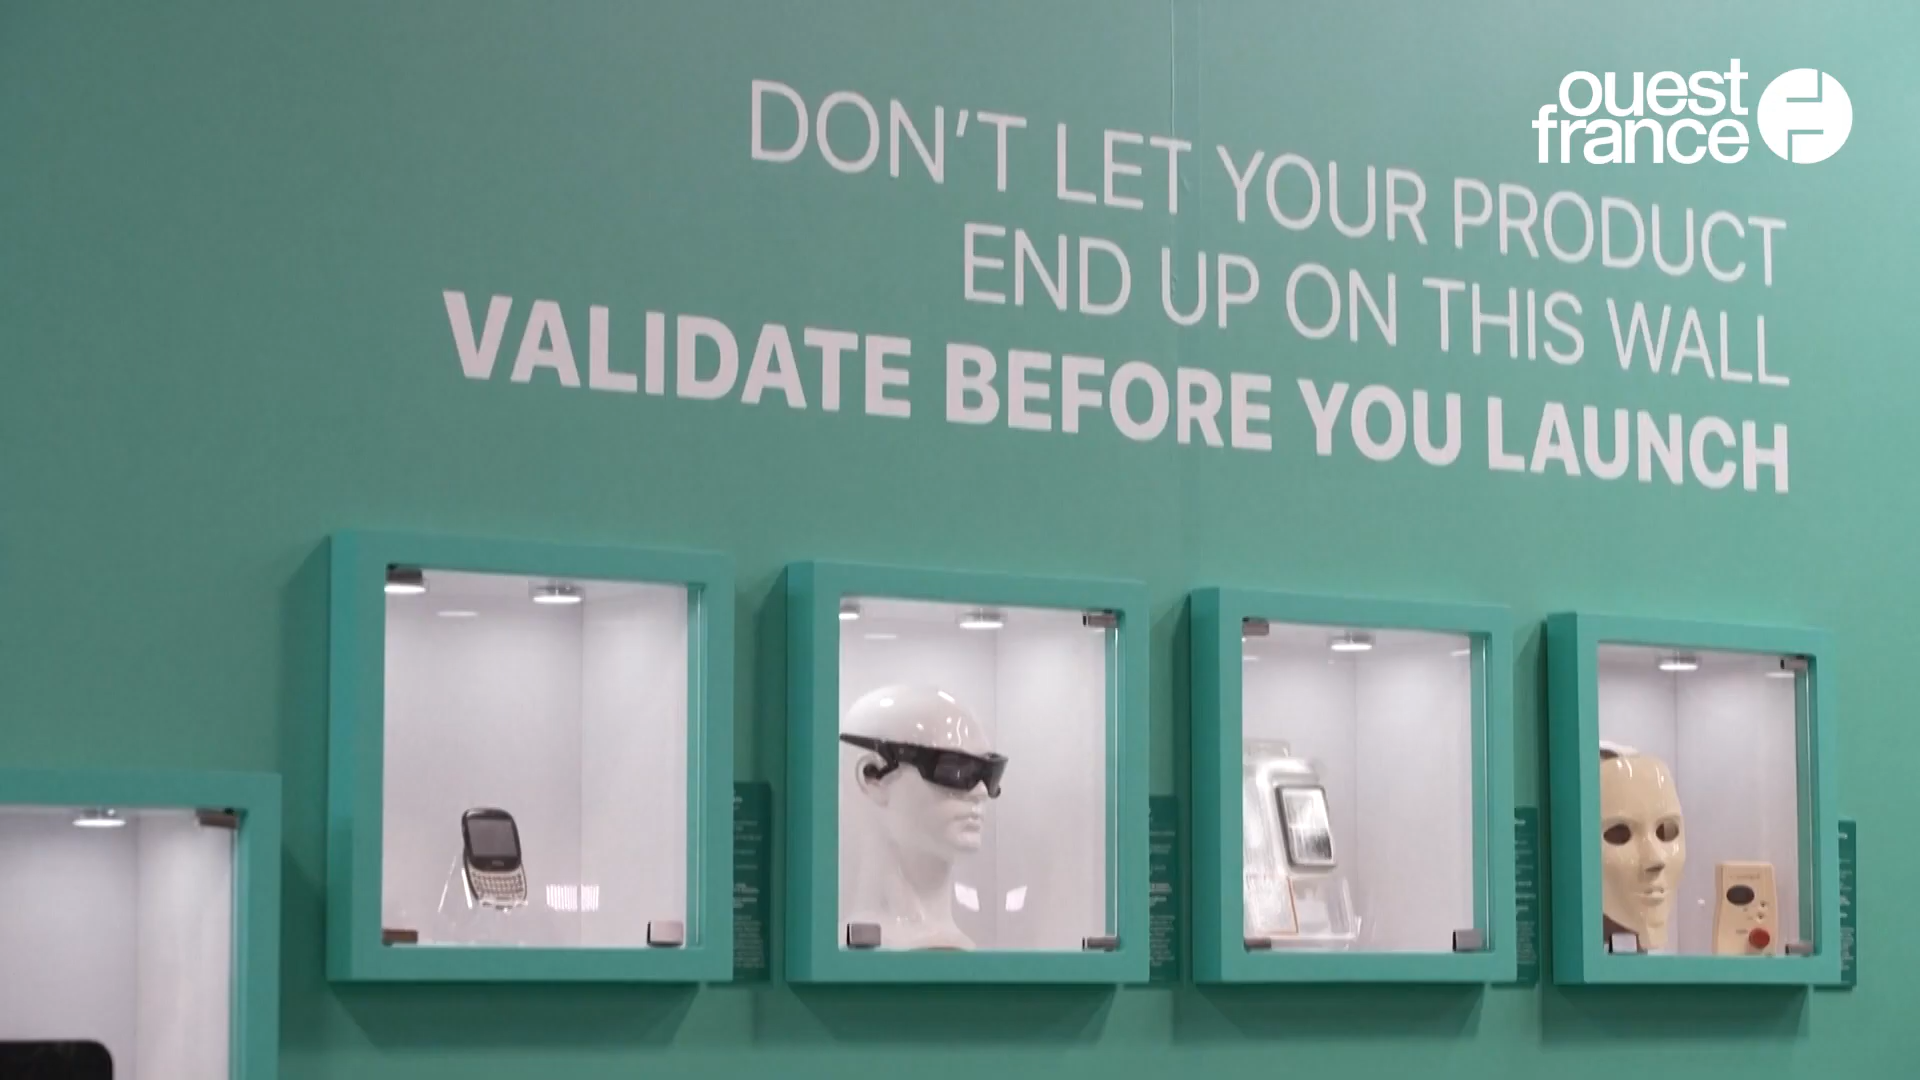 ouest
france
DON'T LET YOUR PRODUCT
END UP ON THIS WALL
VALIDATE BEFORE YOU LAUNCH